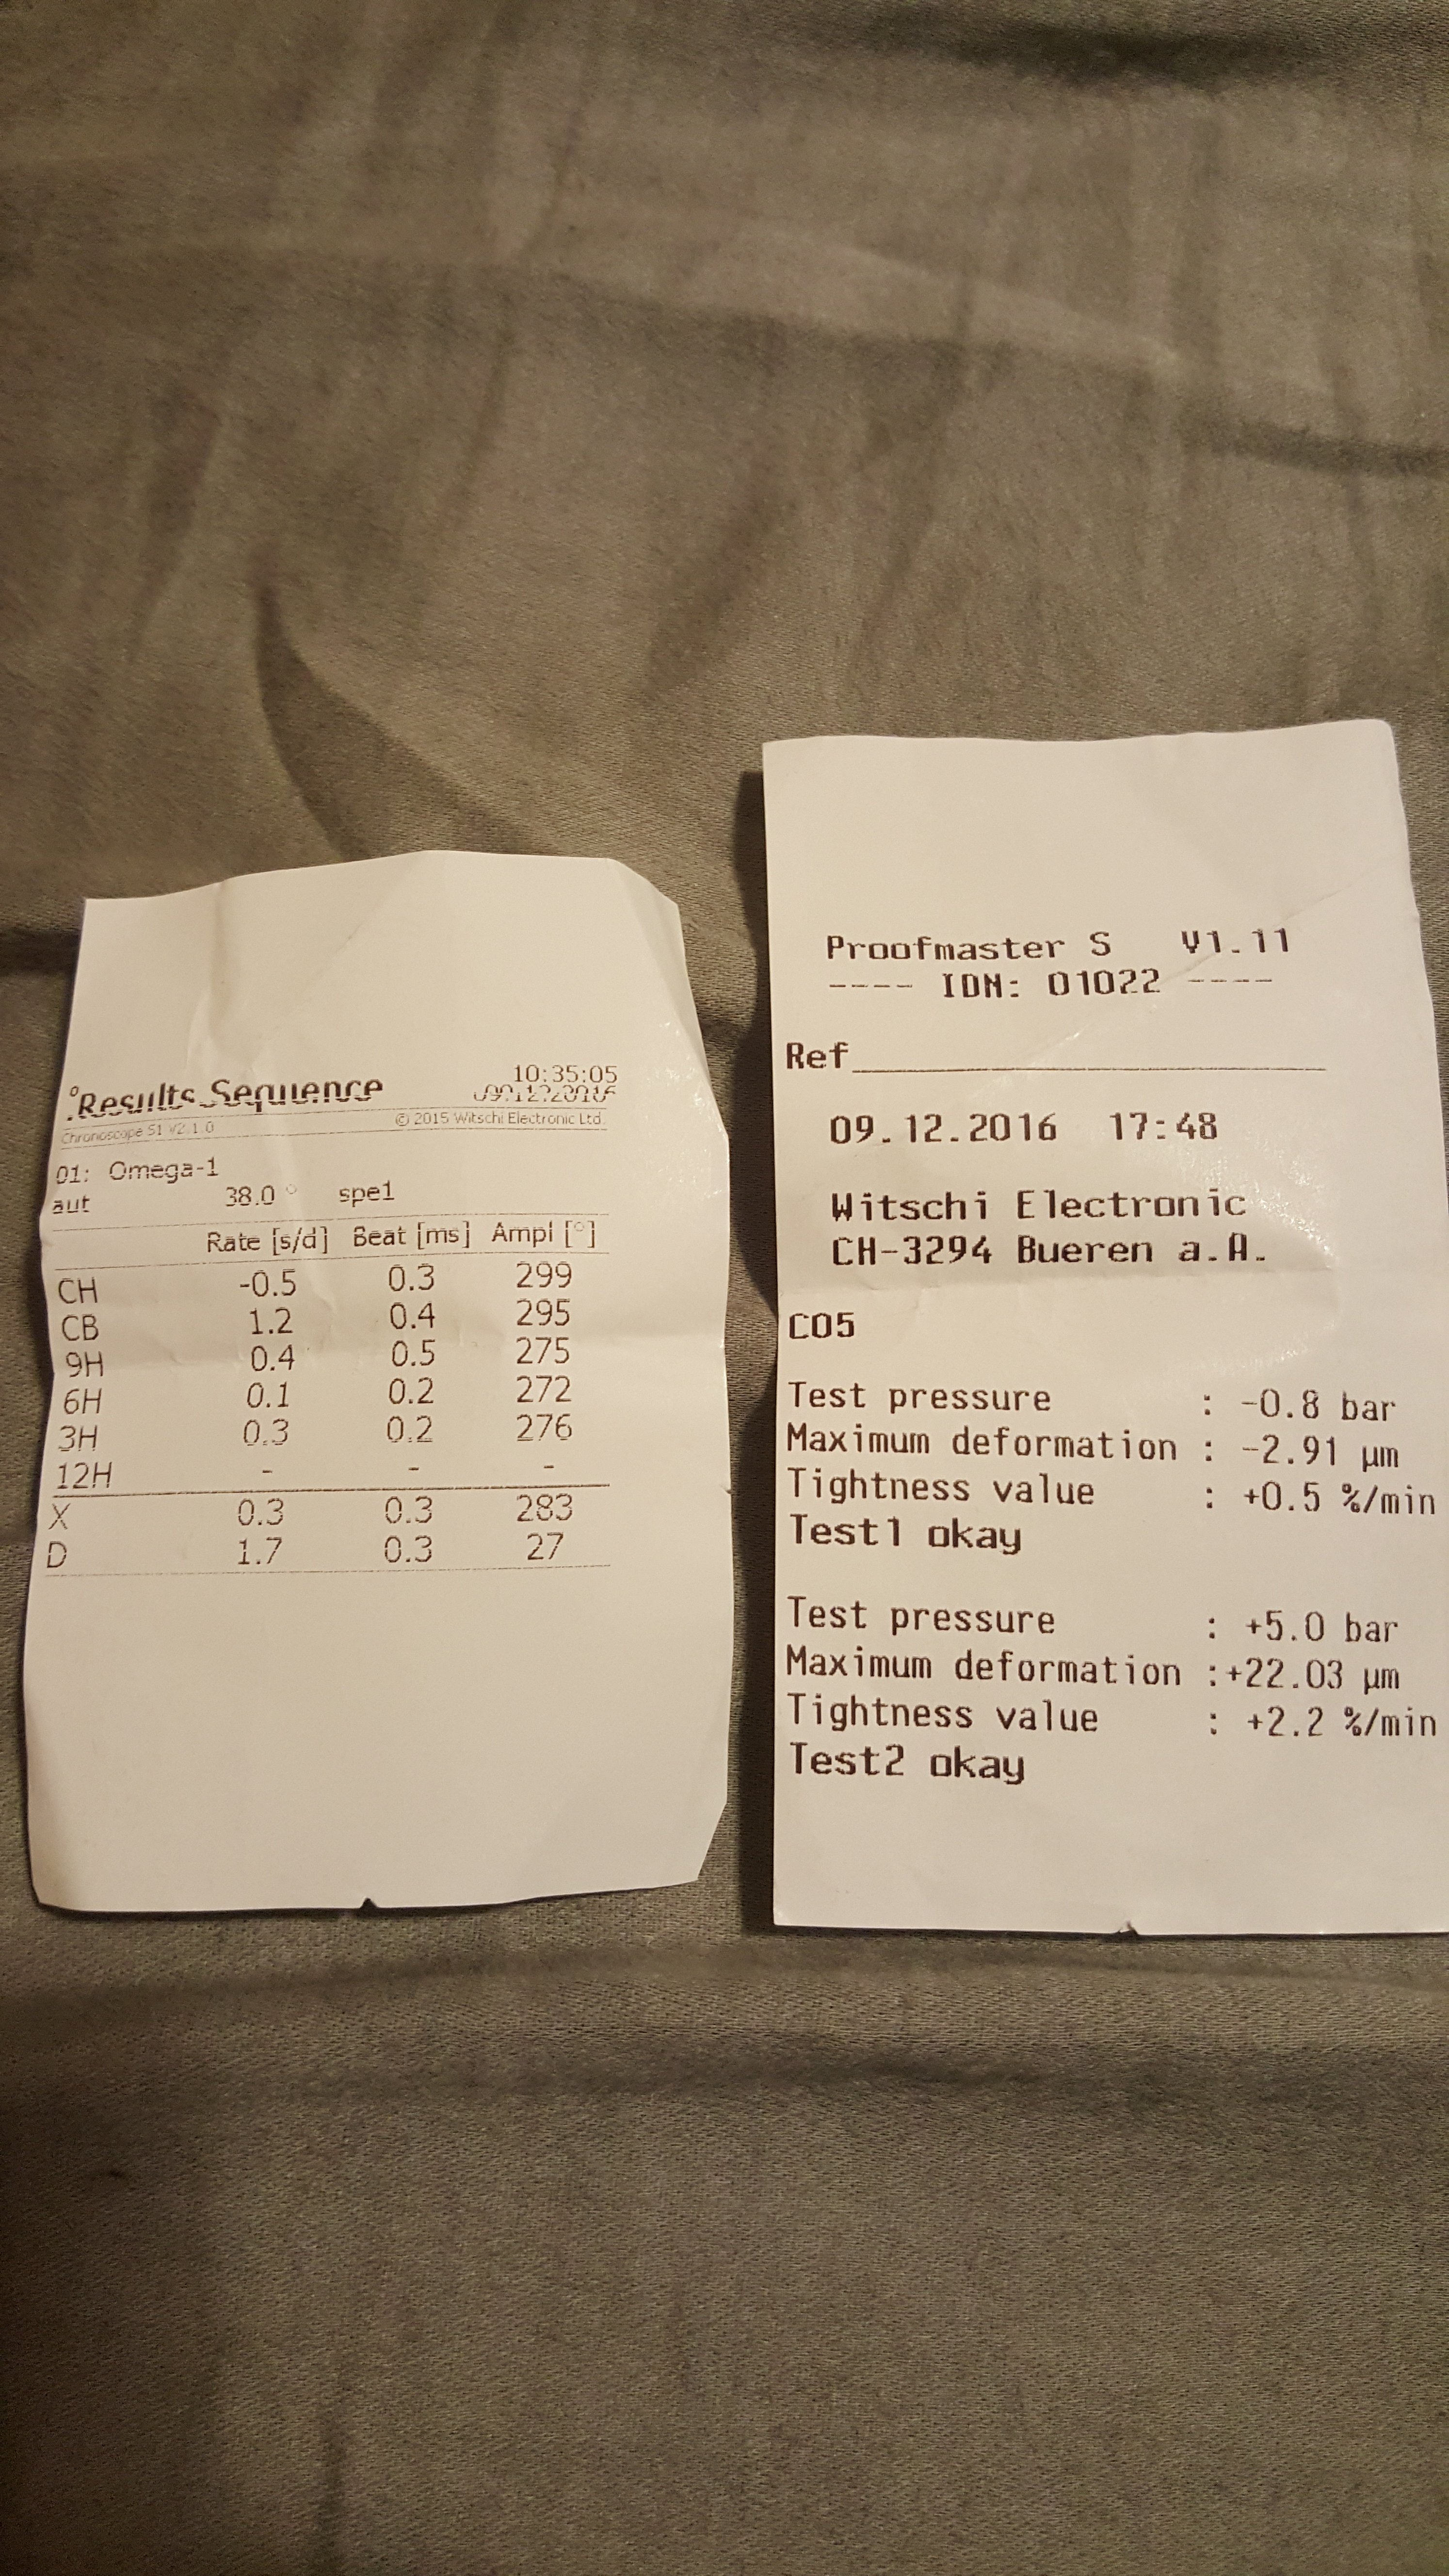 Results Sequence 10:35:05
09.12.2016
Chronoscope S1 V2.1.0 © 2015 Witschi Electronic Ltd.
01: Omega-1
aut 38.0 ° spe1
Rate [s/d] Beat [ms] Ampl [°]
CH -0.5 0.3 299
CB 1.2 0.4 295
9H 0.4 0.5 275
6H 0.1 0.2 272
3H 0.3 0.2 276
12H - - -
X 0.3 0.3 283
D 1.7 0.3 27
Proofmaster S V1.11
---- IDN: 01022 ----
Ref____________________
09.12.2016 17:48
Witschi Electronic
CH-3294 Bueren a.A.
C05
Test pressure : -0.8 bar
Maximum deformation : -2.91 µm
Tightness value : +0.5 %/min
Test1 okay
Test pressure : +5.0 bar
Maximum deformation :+22.03 µm
Tightness value : +2.2 %/min
Test2 okay